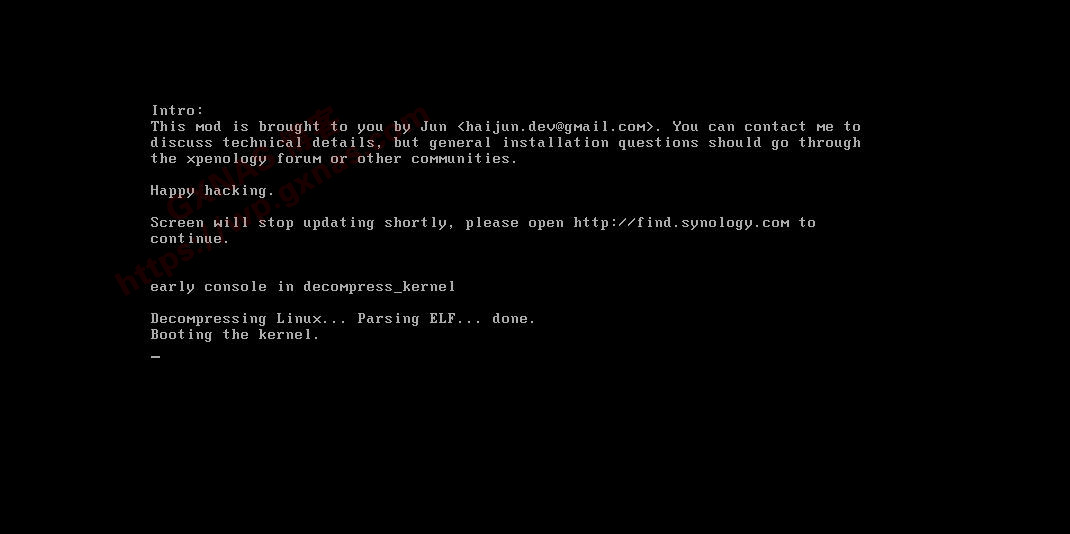 Intro:
This mod is brought to you by Jun <haijun.dev@gmail.com>. You can contact me to
discuss technical details, but general installation questions should go through
the xpenology forum or other communities.
Happy hacking.
Screen will stop updating shortly, please open http://find.synology.com to
continue.
early console in decompress_kernel
Decompressing Linux... Parsing ELF... done.
Booting the kernel.